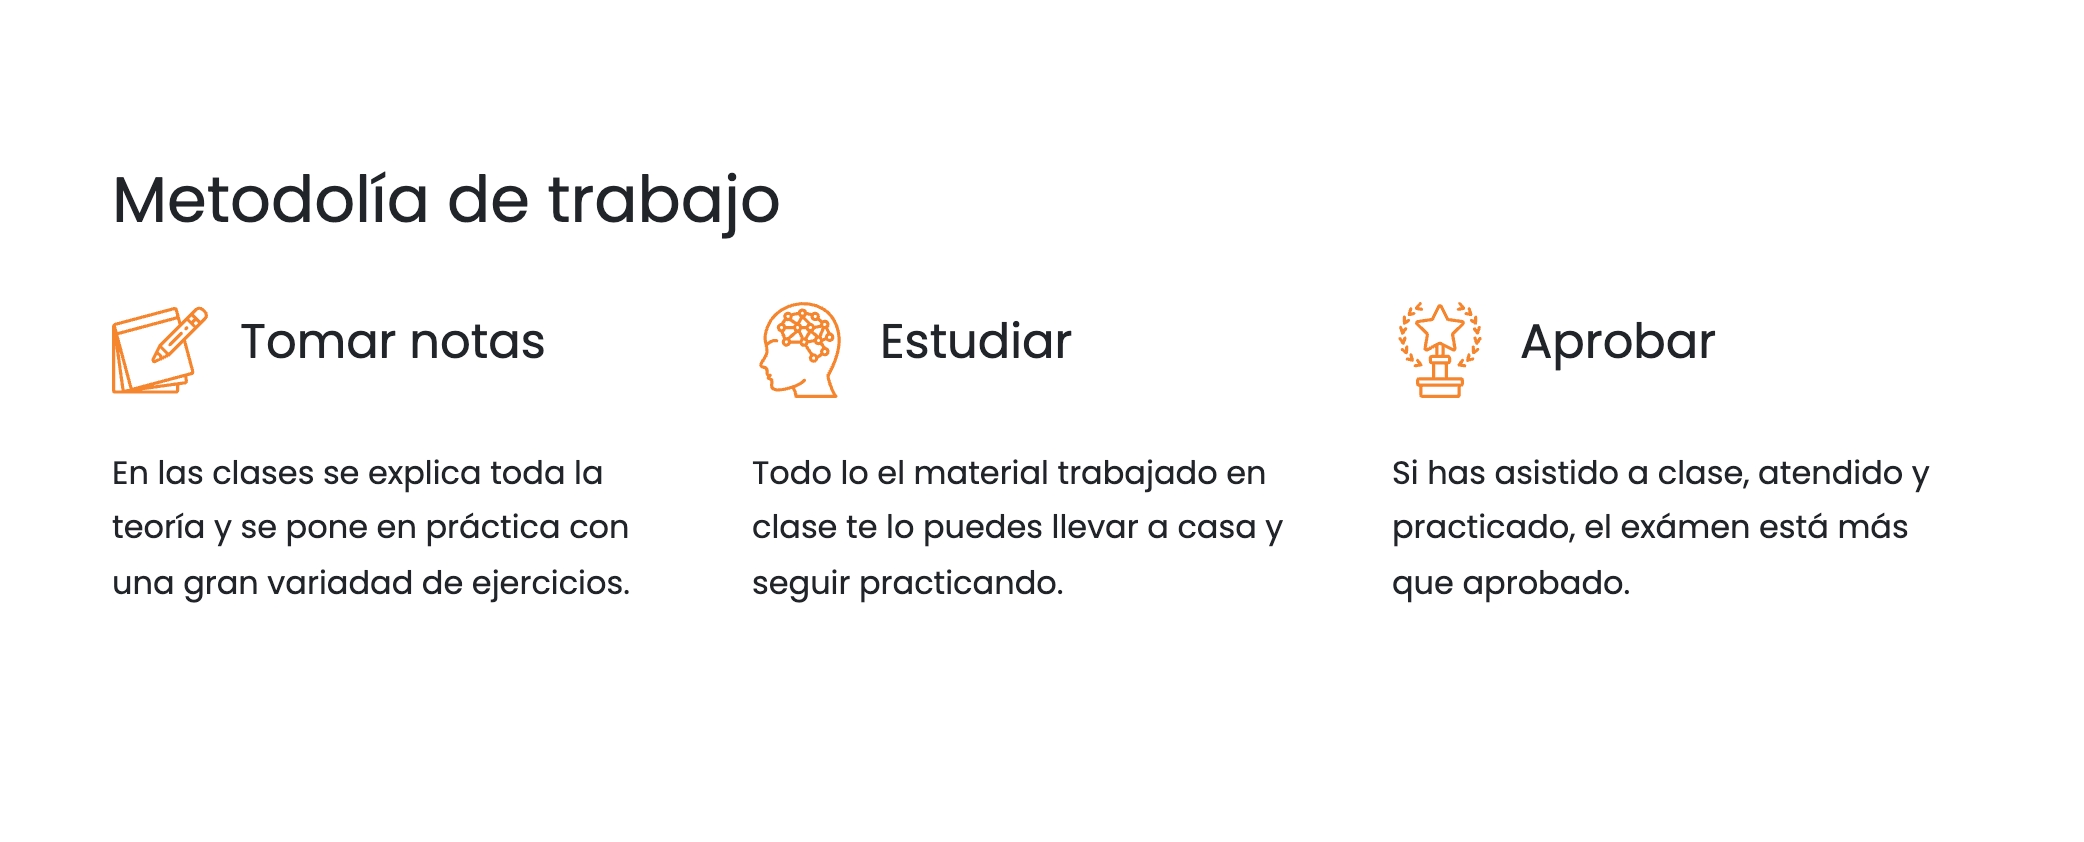 Metodolía de trabajo
Tomar notas
En las clases se explica toda la
teoría y se pone en práctica con
una gran variadad de ejercicios.
Estudiar
Todo lo el material trabajado en
clase te lo puedes llevar a casa y
seguir practicando.
Aprobar
Si has asistido a clase, atendido y
practicado, el exámen está más
que aprobado.